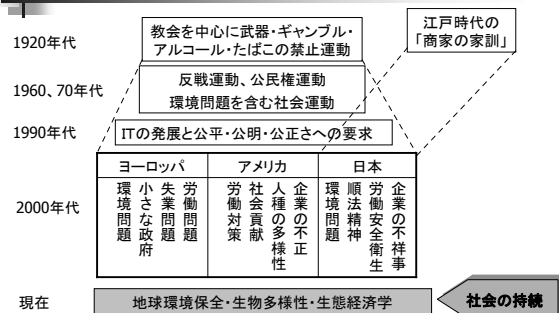 1920年代
教会を中心に武器・ギャンブル・
アルコール・たばこの禁止運動
江戸時代の
「商家の家訓」
1960、70年代
反戦運動、公民権運動
環境問題を含む社会運動
1990年代
ITの発展と公平・公明・公正さへの要求
2000年代
ヨーロッパ
労働問題
失業問題
小さな政府
環境問題
アメリカ
企業の不正
人種の多様性
社会貢献
労働対策
日本
企業の不祥事
労働安全衛生
順法精神
環境問題
現在
地球環境保全・生物多様性・生態経済学
社会の持続